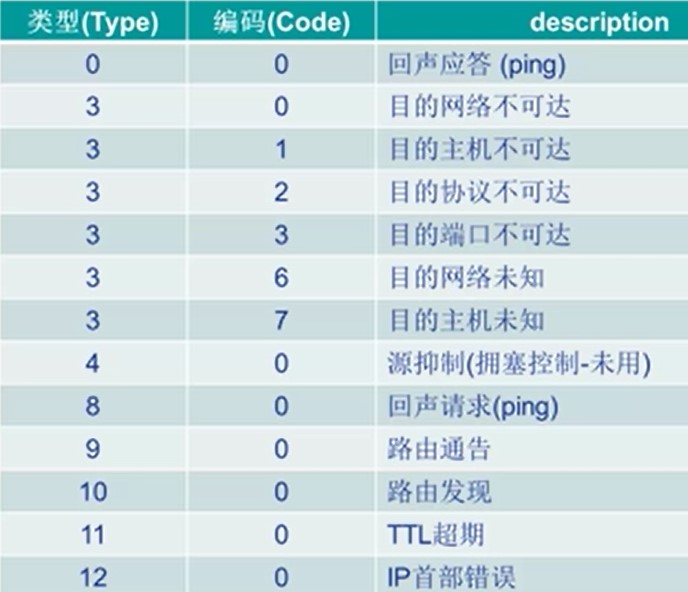 类型(Type) 编码(Code) description
0 0 回声应答 (ping)
3 0 目的网络不可达
3 1 目的主机不可达
3 2 目的协议不可达
3 3 目的端口不可达
3 6 目的网络未知
3 7 目的主机未知
4 0 源抑制(拥塞控制-未用)
8 0 回声请求(ping)
9 0 路由通告
10 0 路由发现
11 0 TTL超期
12 0 IP首部错误